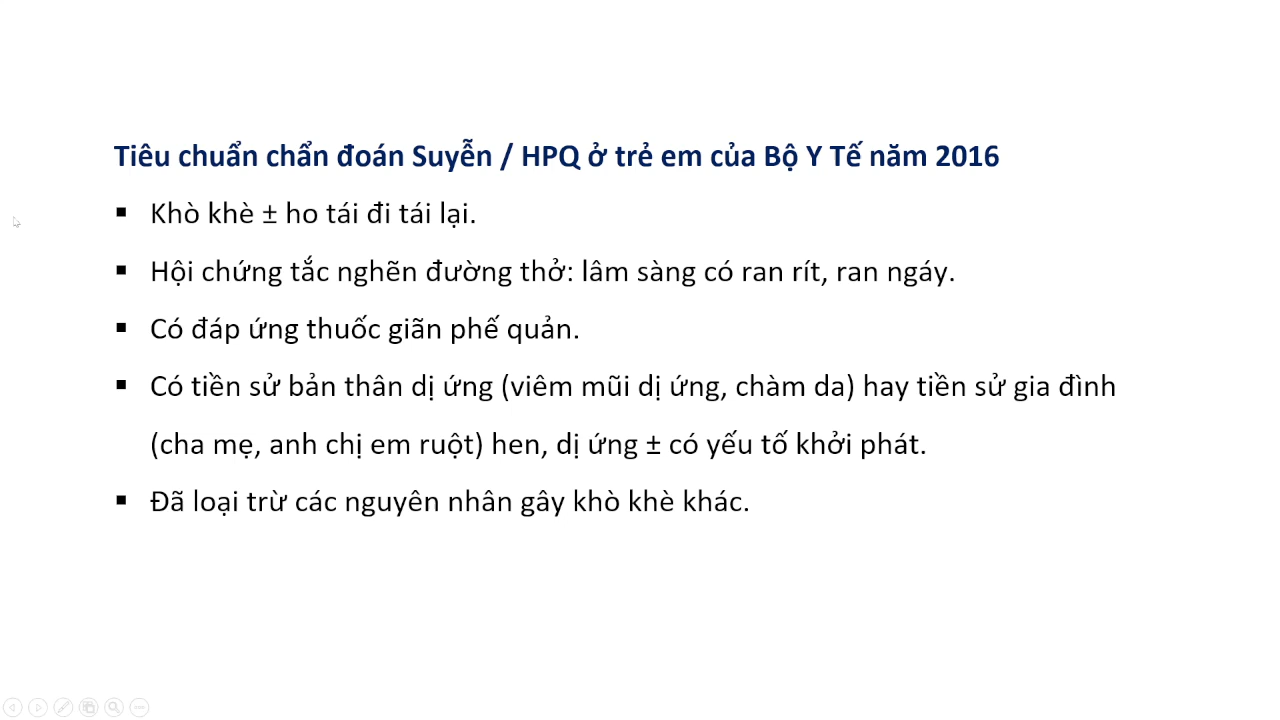 Tiêu chuẩn chẩn đoán Suyễn / HPQ ở trẻ em của Bộ Y Tế năm 2016
▪ Khò khè ± ho tái đi tái lại.
▪ Hội chứng tắc nghẽn đường thở: lâm sàng có ran rít, ran ngáy.
▪ Có đáp ứng thuốc giãn phế quản.
▪ Có tiền sử bản thân dị ứng (viêm mũi dị ứng, chàm da) hay tiền sử gia đình
(cha mẹ, anh chị em ruột) hen, dị ứng ± có yếu tố khởi phát.
▪ Đã loại trừ các nguyên nhân gây khò khè khác.